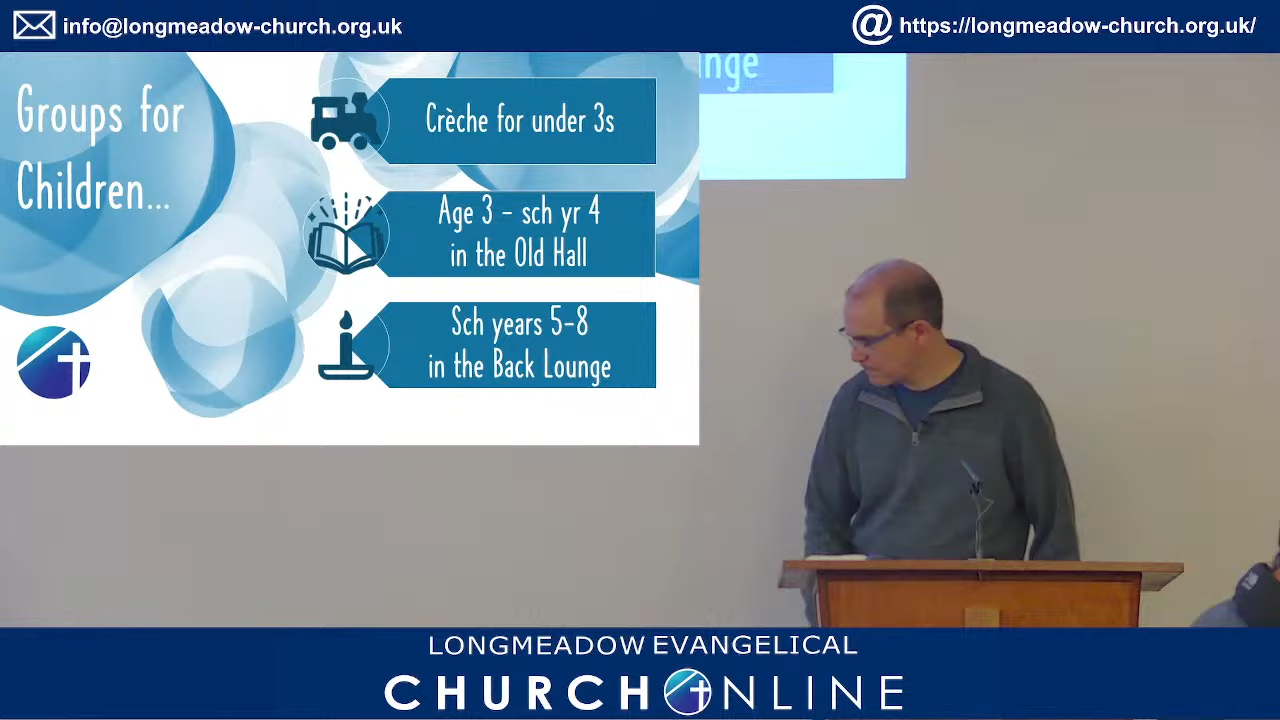 info@longmeadow-church.org.uk
https://longmeadow-church.org.uk/
Groups for
Children...
Crèche for under 3s
Age 3 - sch yr 4
in the Old Hall
Sch years 5-8
in the Back Lounge
LONGMEADOW EVANGELICAL
CHURCH NLINE